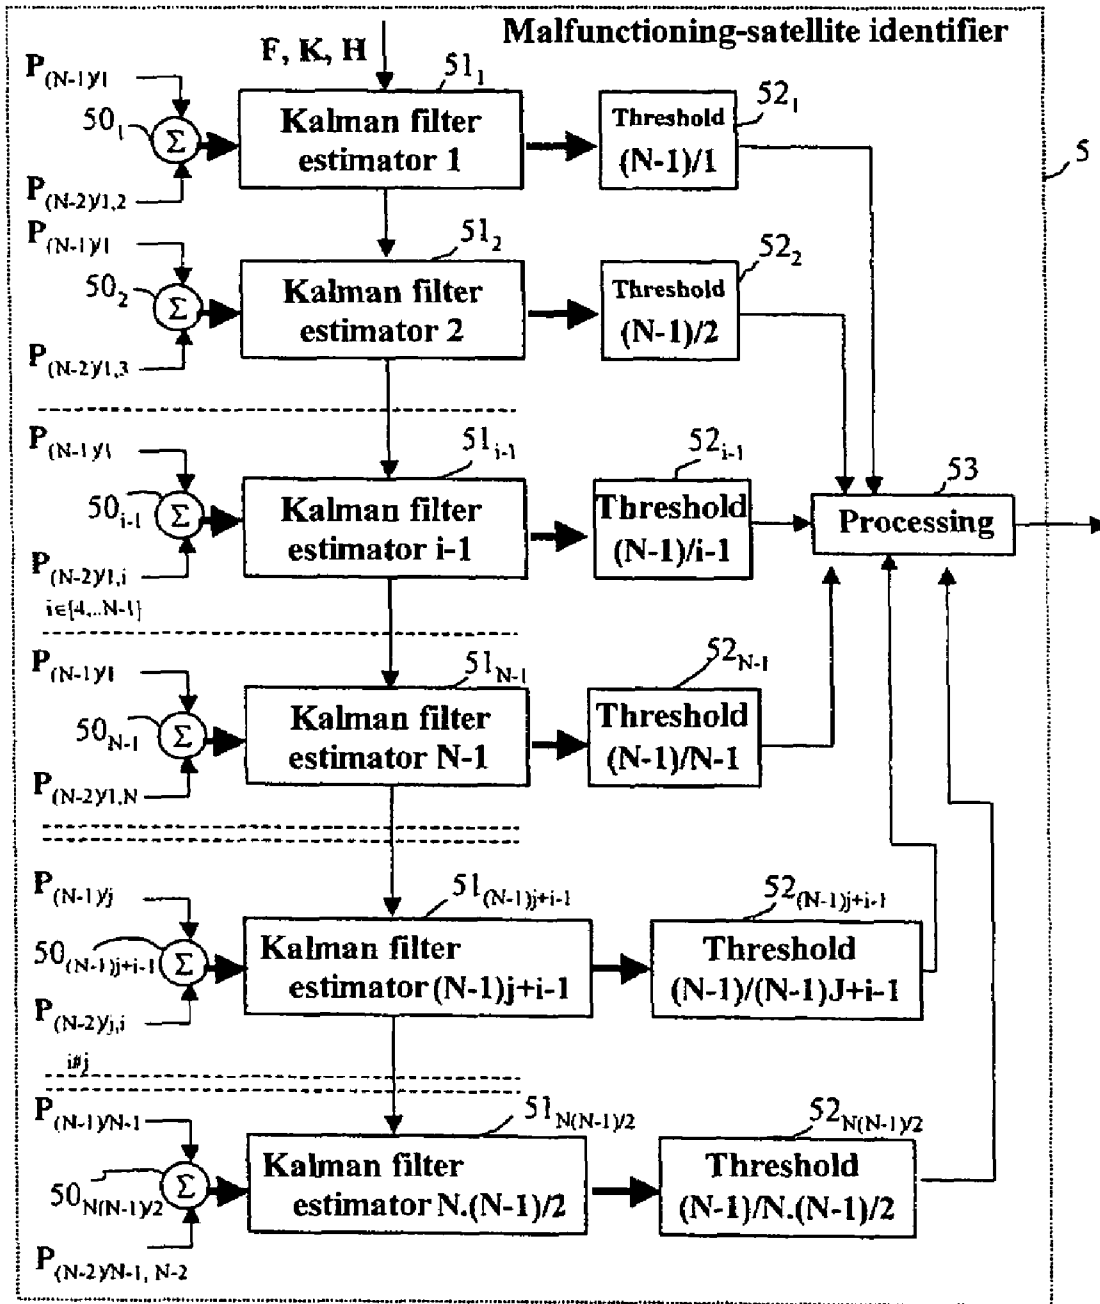 Malfunctioning-satellite identifier
F, K, H
5
P(N-1)/1
50₁
Σ
P(N-2)/1,2
51₁
Kalman filter
estimator 1
52₁
Threshold
(N-1)/1
P(N-1)/1
50₂
Σ
P(N-2)/1,3
51₂
Kalman filter
estimator 2
52₂
Threshold
(N-1)/2
P(N-1)/1
50i-1
Σ
P(N-2)/1,i
i∈{4,..N-1}
51i-1
Kalman filter
estimator i-1
52i-1
Threshold
(N-1)/i-1
53
Processing
P(N-1)/1
50N-1
Σ
P(N-2)/1,N
51N-1
Kalman filter
estimator N-1
52N-1
Threshold
(N-1)/N-1
P(N-1)/j
50(N-1)j+i-1
Σ
P(N-2)/j,i
i#j
51(N-1)j+i-1
Kalman filter
estimator (N-1)j+i-1
52(N-1)j+i-1
Threshold
(N-1)/(N-1)J+i-1
P(N-1)/N-1
50N(N-1)/2
Σ
P(N-2)/N-1, N-2
51N(N-1)/2
Kalman filter
estimator N.(N-1)/2
52N(N-1)/2
Threshold
(N-1)/N.(N-1)/2